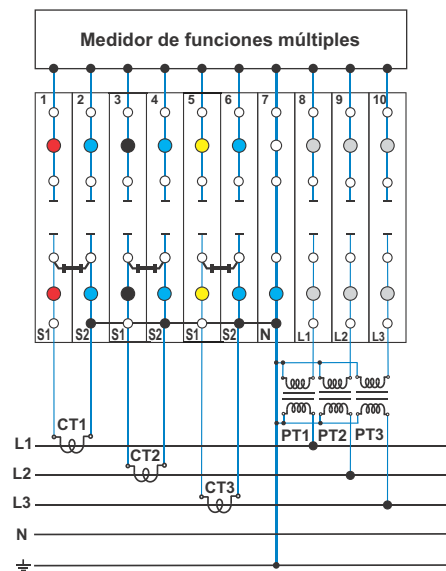 Medidor de funciones múltiples
1 2 3 4 5 6 7 8 9 10
S1 S2 S1 S2 S1 S2 N L1 L2 L3
CT1 PT1 PT2 PT3
L1
CT2
L2
CT3
L3
N